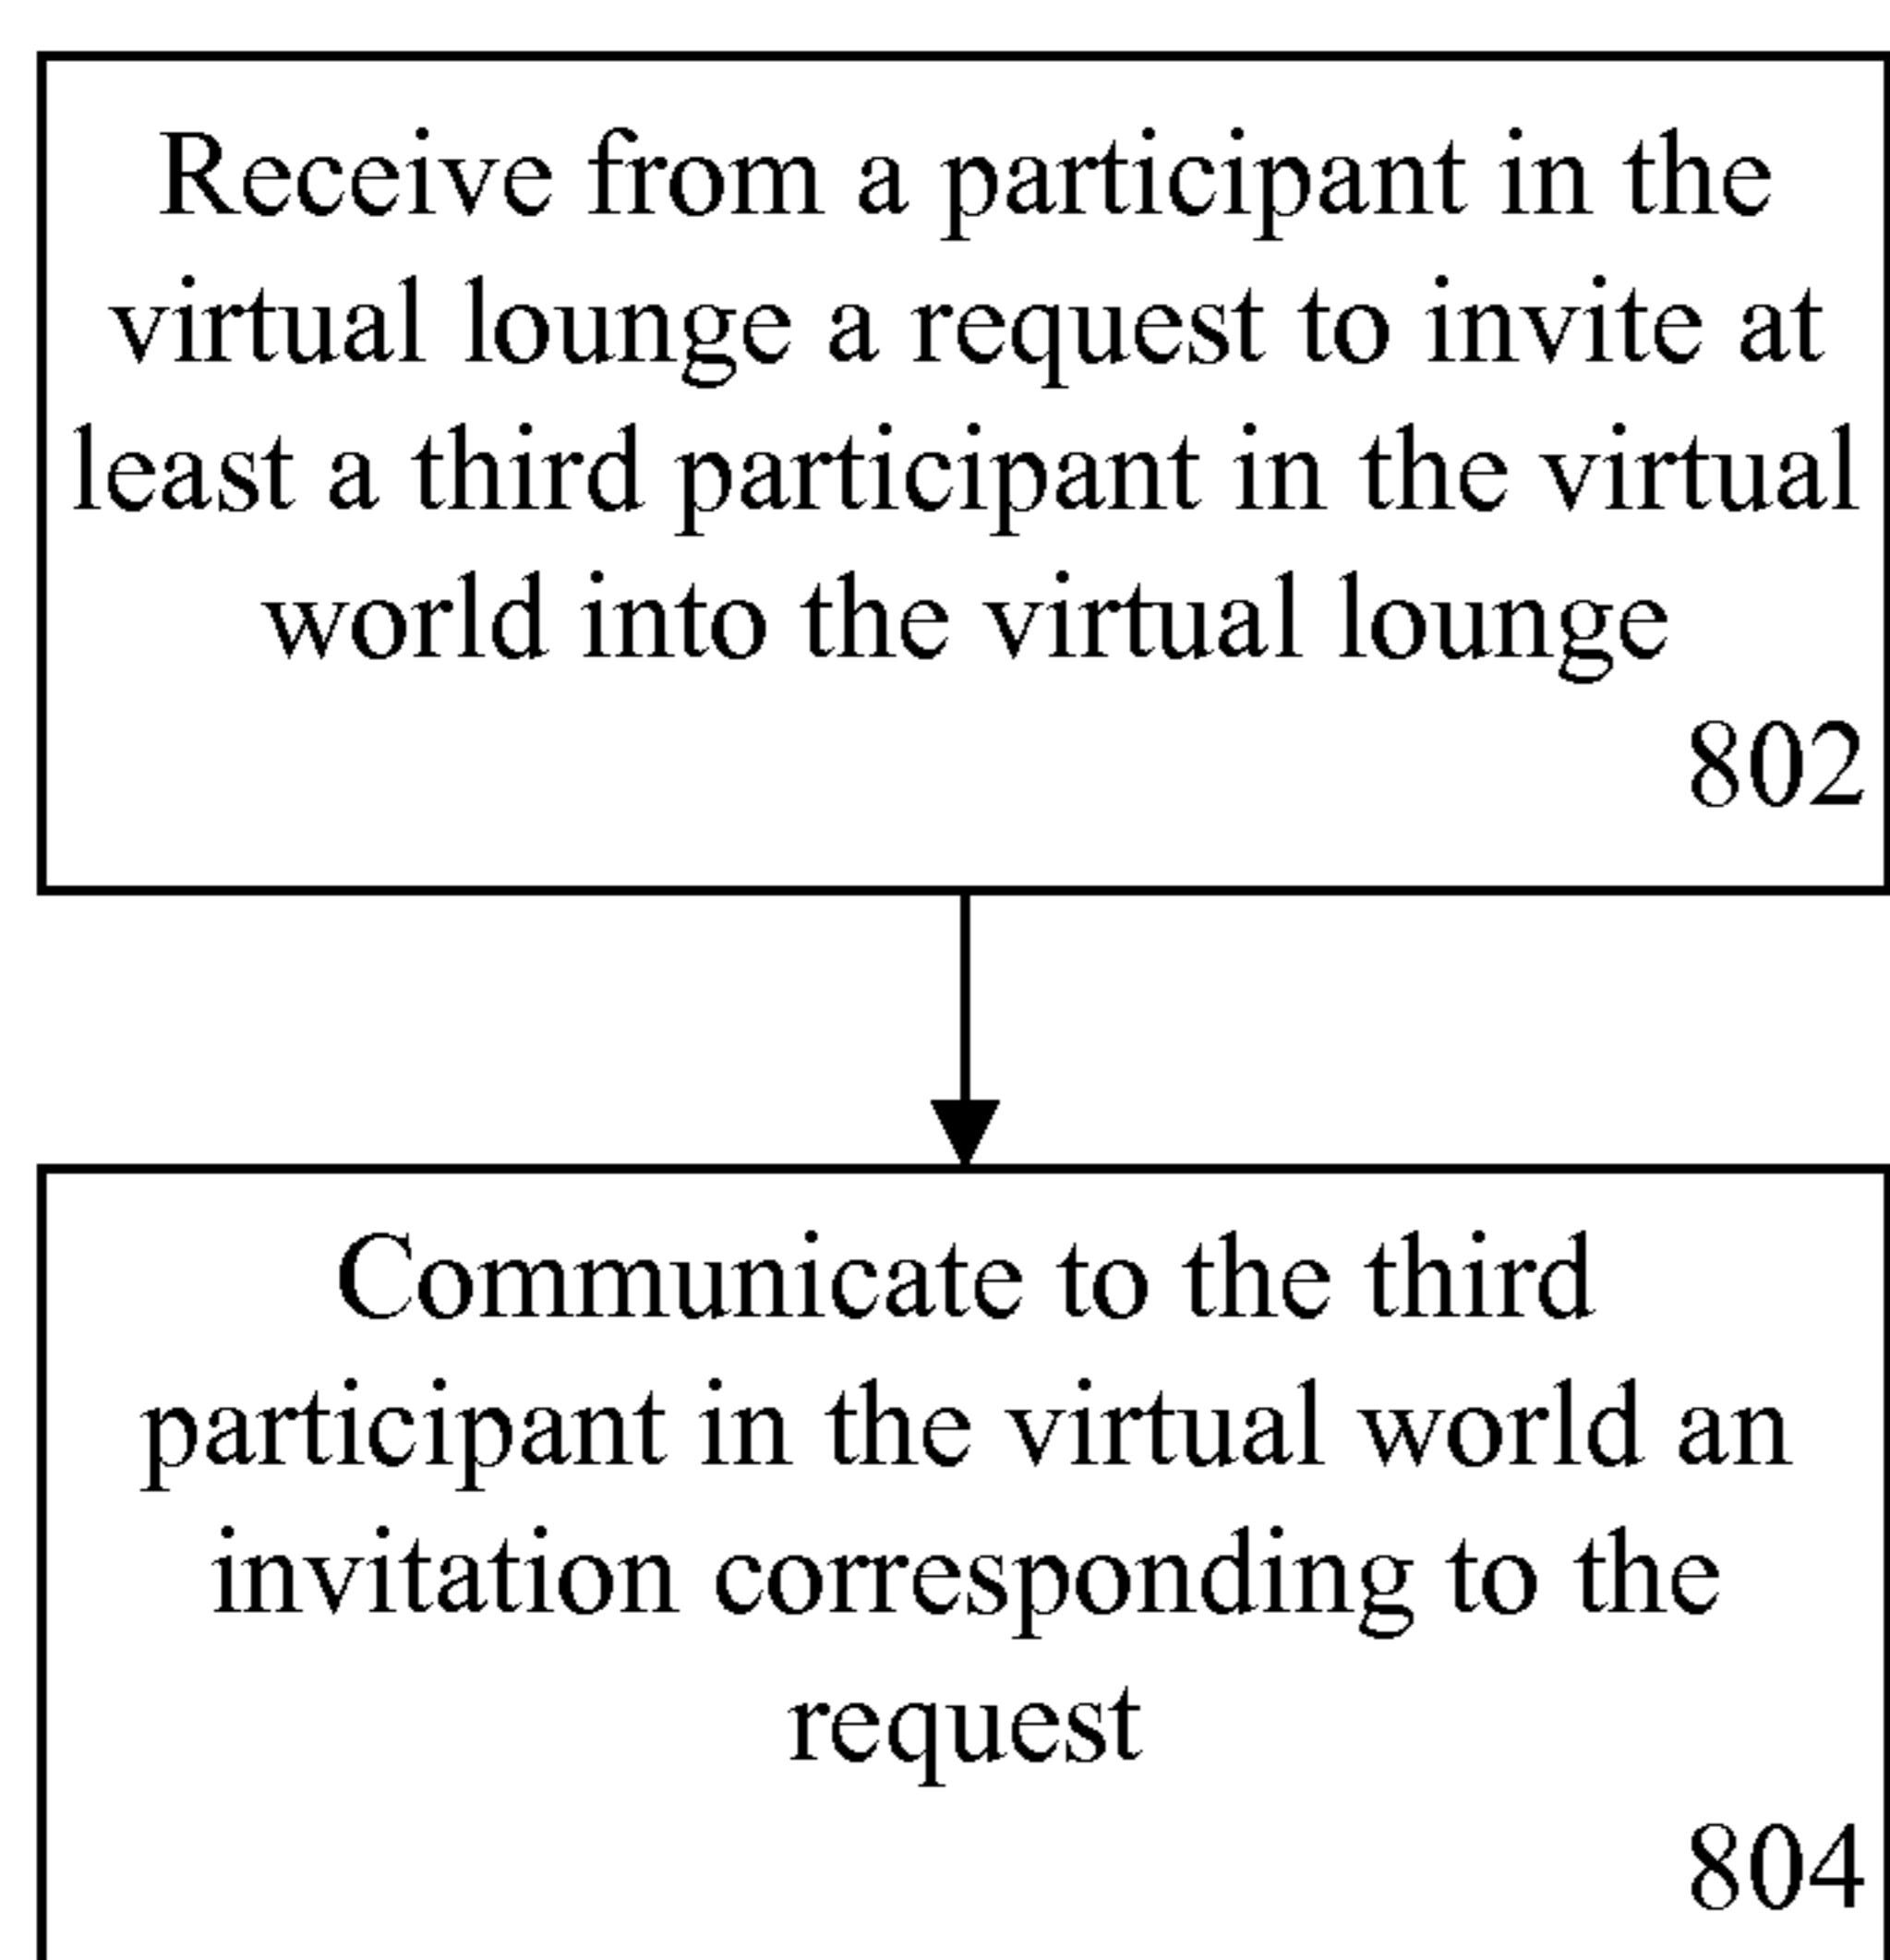 Receive from a participant in the
virtual lounge a request to invite at
least a third participant in the virtual
world into the virtual lounge
802
Communicate to the third
participant in the virtual world an
invitation corresponding to the
request
804